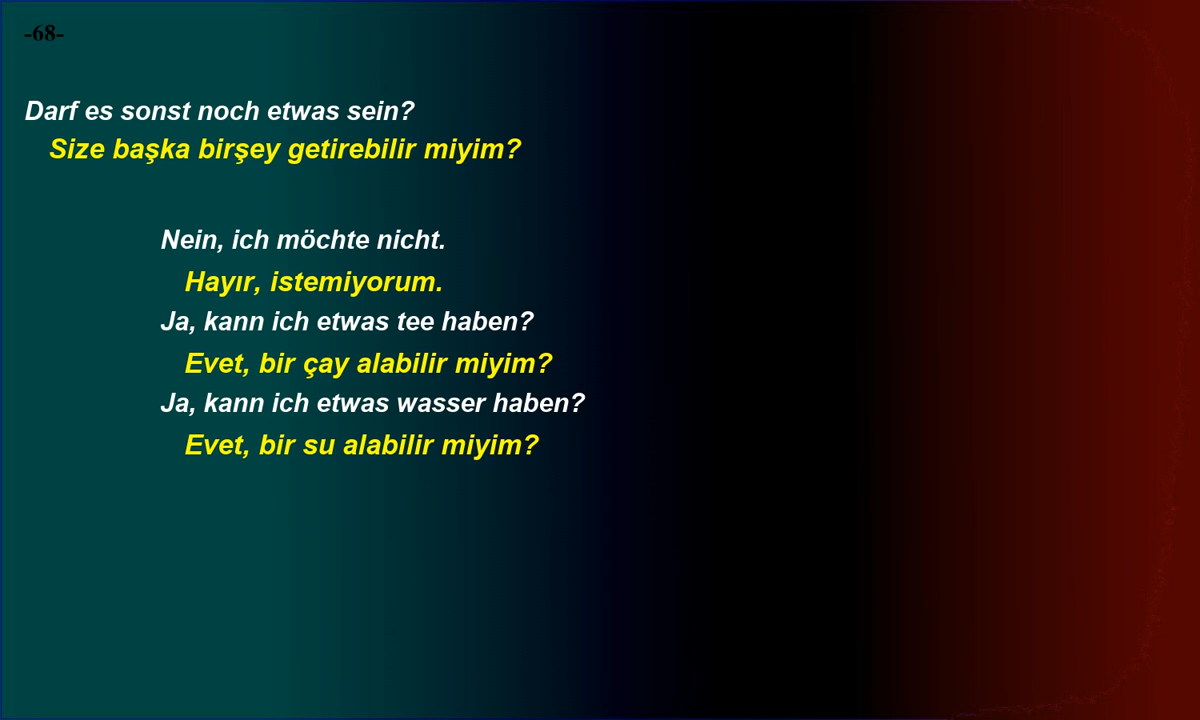 -68-
Darf es sonst noch etwas sein?
Size başka birşey getirebilir miyim?
Nein, ich möchte nicht.
Hayır, istemiyorum.
Ja, kann ich etwas tee haben?
Evet, bir çay alabilir miyim?
Ja, kann ich etwas wasser haben?
Evet, bir su alabilir miyim?